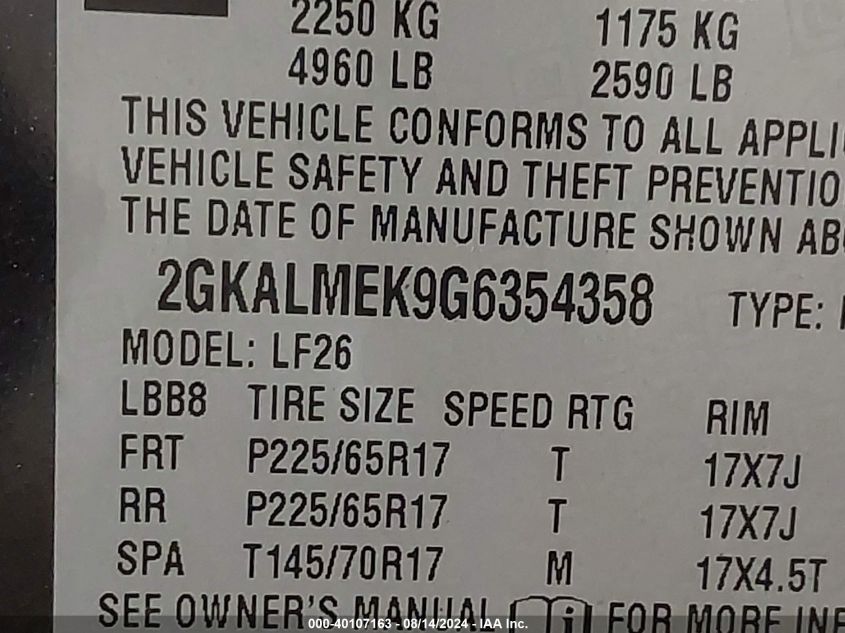 2250 KG 1175 KG
4960 LB 2590 LB
THIS VEHICLE CONFORMS TO ALL APPLI
VEHICLE SAFETY AND THEFT PREVENTIO
THE DATE OF MANUFACTURE SHOWN AB
2GKALMEK9G6354358 TYPE:
MODEL: LF26
LBB8 TIRE SIZE SPEED RTG RIM
FRT P225/65R17 T 17X7J
RR P225/65R17 T 17X7J
SPA T145/70R17 M 17X4.5T
SEE OWNER'S MANUAL FOR MORE INF
000-40107163 - 08/14/2024 - IAA Inc.